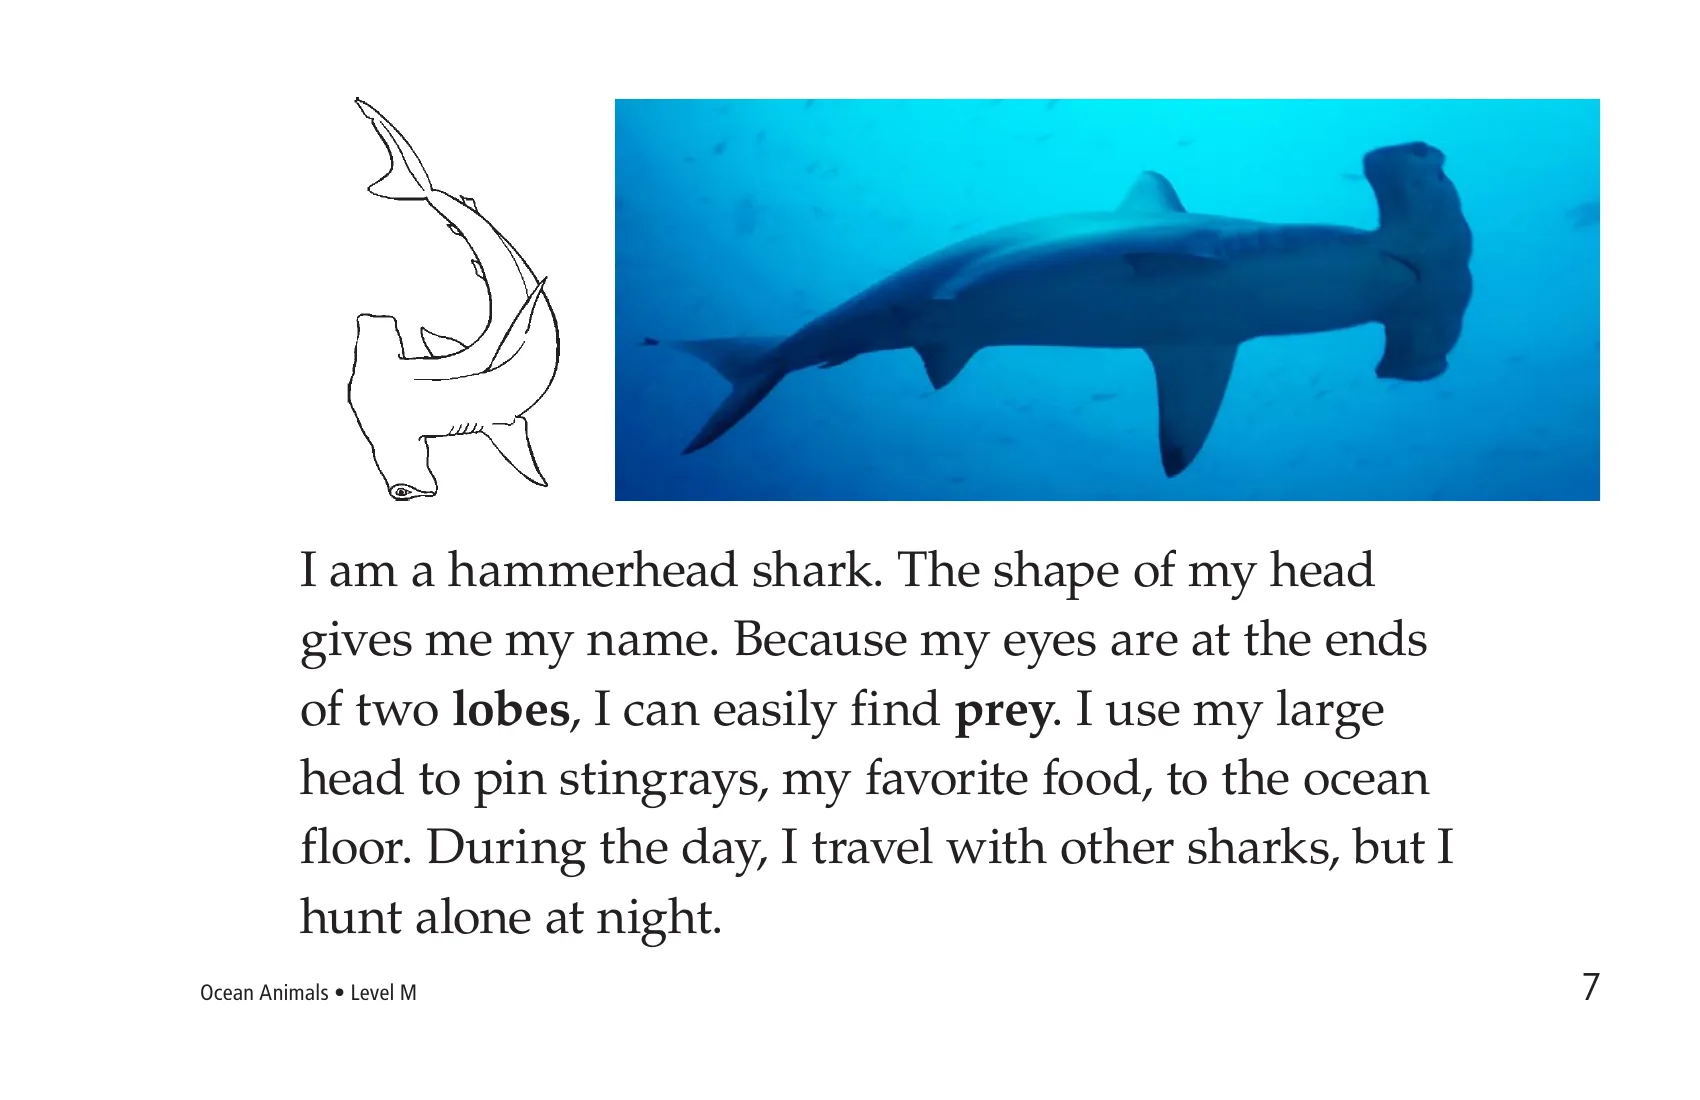 I am a hammerhead shark. The shape of my head
gives me my name. Because my eyes are at the ends
of two lobes, I can easily find prey. I use my large
head to pin stingrays, my favorite food, to the ocean
floor. During the day, I travel with other sharks, but I
hunt alone at night.
Ocean Animals • Level M
7